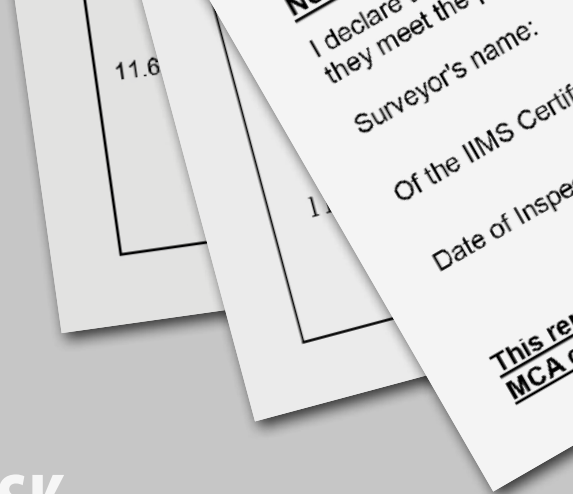 11.6
I declare
they meet the
Surveyor's name:
Of the IIMS Certif
Date of Inspe
This re
MCA